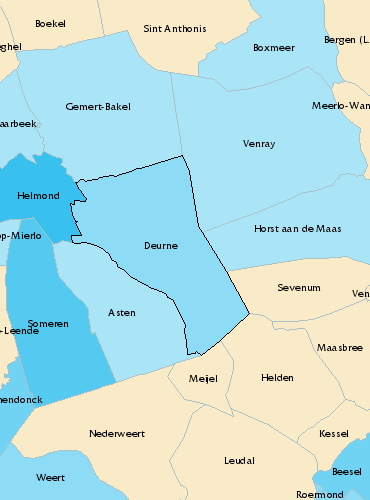 Boekel
Sint Anthonis
Bergen (L.
ghel
Boxmeer
Gemert-Bakel
Meerlo-Wan
aarbeek
Venray
Helmond
Horst aan de Maas
op-Mierlo
Deurne
Sevenum
Ven
Asten
Someren
-Leende
Maasbree
Meijel
Helden
nendonck
Nederweert
Kessel
Leudal
Beesel
Weert
Roermond